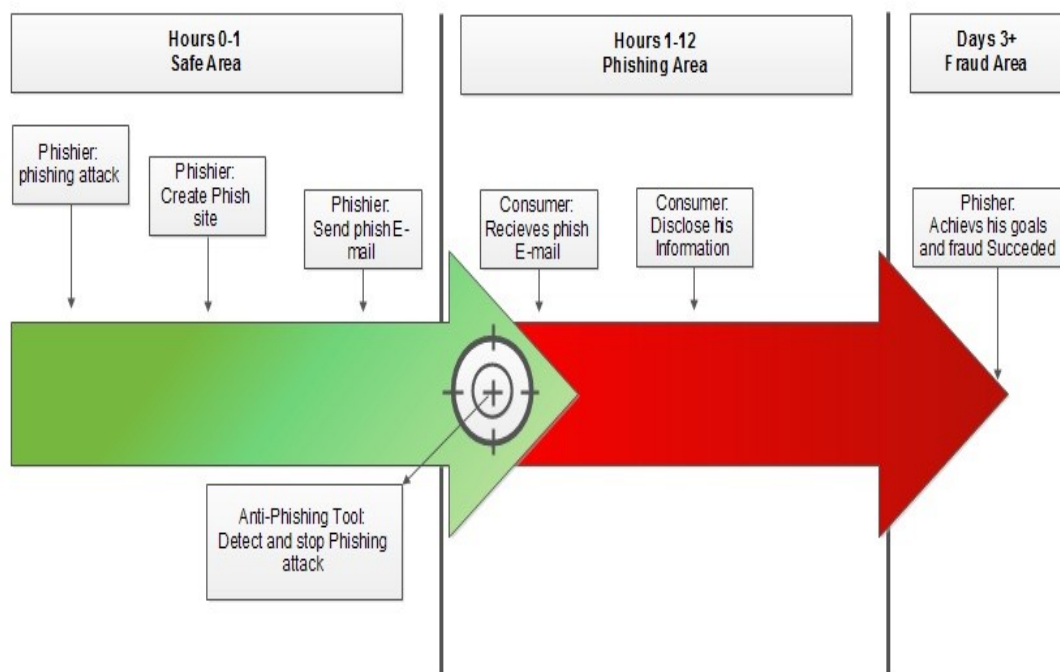 Hours 0-1
Safe Area
Hours 1-12
Phishing Area
Days 3+
Fraud Area
Phishier:
phishing attack
Phishier:
Create Phish
site
Phishier:
Send phish E-
mail
Consumer:
Recieves phish
E-mail
Consumer:
Disclose his
Information
Phisher:
Achievs his goals
and fraud Succeded
Anti-Phishing Tool:
Detect and stop Phishing
attack